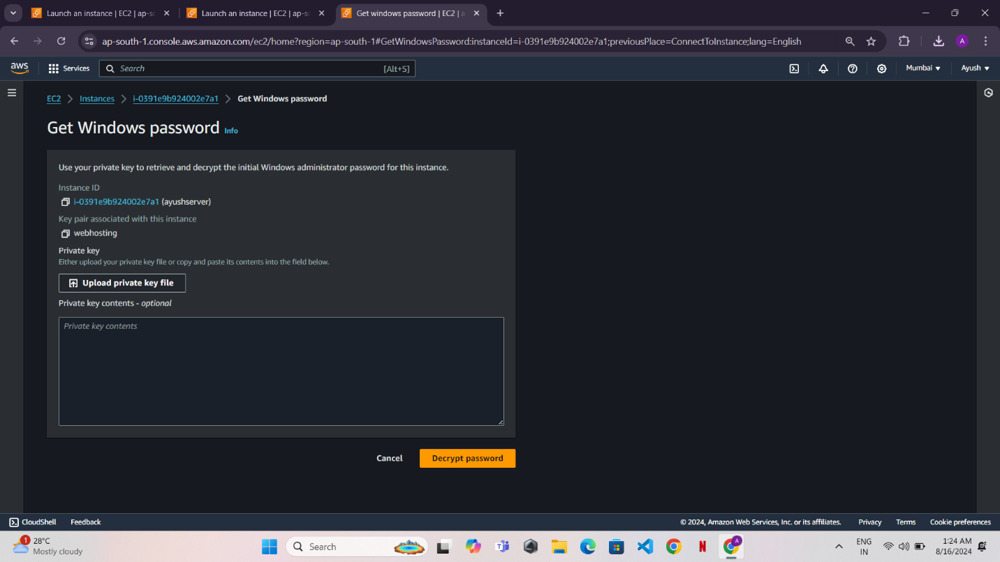 Launch an instance | EC2 | ap-so
Launch an instance | EC2 | ap-so
Get windows password | EC2 | a
ap-south-1.console.aws.amazon.com/ec2/home?region=ap-south-1#GetWindowsPassword:instanceId=i-0391e9b924002e7a1;previousPlace=ConnectToInstance;lang=English
A
aws
Services
Search
[Alt+S]
Mumbai
Ayush
EC2
Instances
i-0391e9b924002e7a1
Get Windows password
Get Windows password Info
Use your private key to retrieve and decrypt the initial Windows administrator password for this instance.
Instance ID
i-0391e9b924002e7a1 (ayushserver)
Key pair associated with this instance
webhosting
Private key
Either upload your private key file or copy and paste its contents into the field below.
Upload private key file
Private key contents - optional
Private key contents
Cancel
Decrypt password
CloudShell
Feedback
© 2024, Amazon Web Services, Inc. or its affiliates.
Privacy
Terms
Cookie preferences
1
28°C
Mostly cloudy
Search
N
A
ENG
IN
1:24 AM
8/16/2024